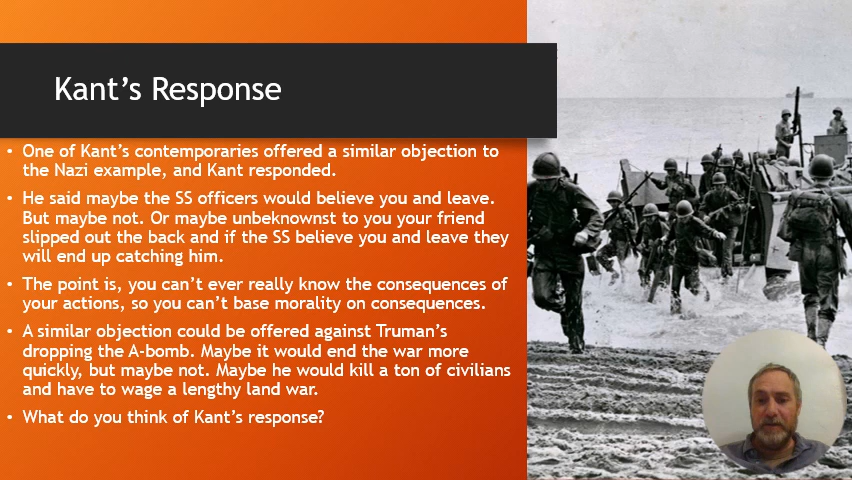 Kant’s Response
• One of Kant’s contemporaries offered a similar objection to
the Nazi example, and Kant responded.
• He said maybe the SS officers would believe you and leave.
But maybe not. Or maybe unbeknownst to you your friend
slipped out the back and if the SS believe you and leave they
will end up catching him.
• The point is, you can’t ever really know the consequences of
your actions, so you can’t base morality on consequences.
• A similar objection could be offered against Truman’s
dropping the A-bomb. Maybe it would end the war more
quickly, but maybe not. Maybe he would kill a ton of civilians
and have to wage a lengthy land war.
• What do you think of Kant’s response?